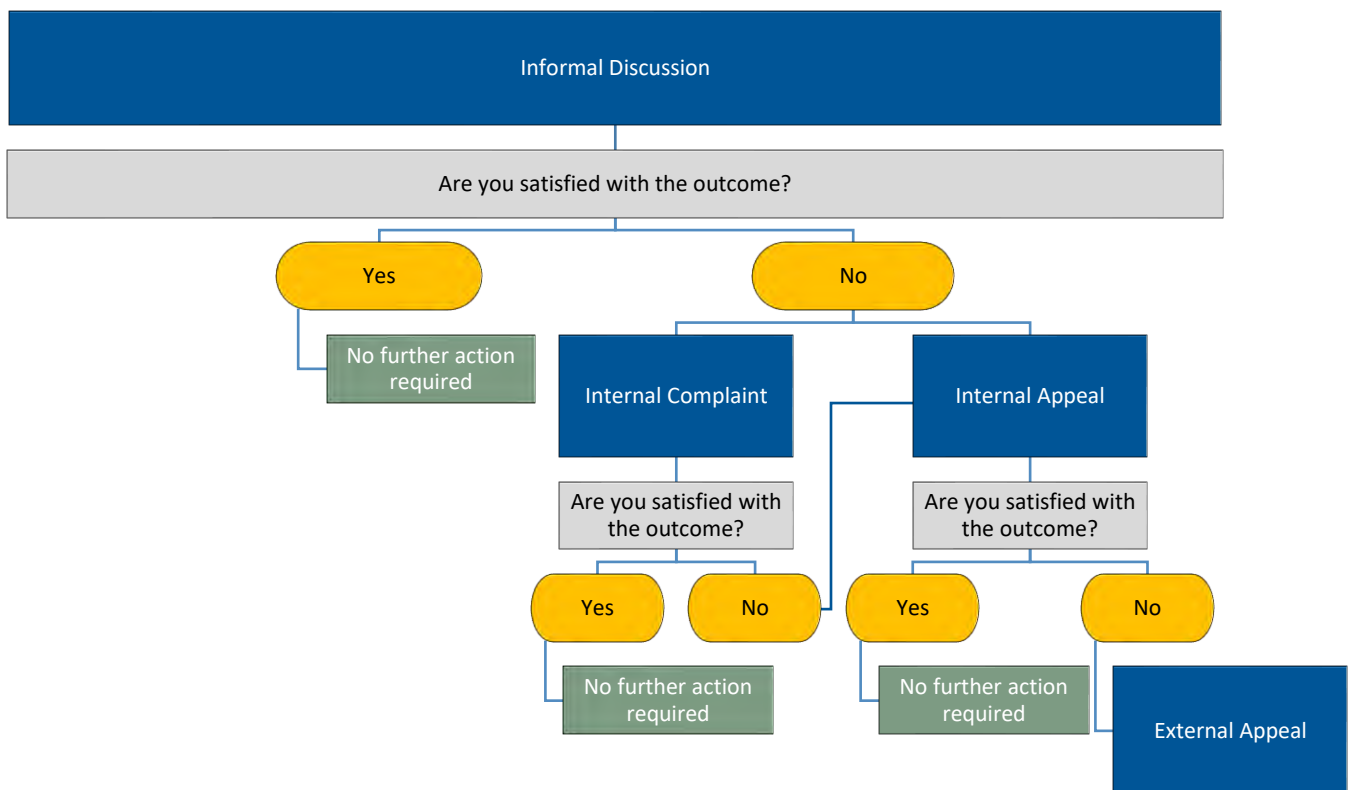 Informal Discussion
Are you satisfied with the outcome?
Yes
No
No further action
required
Internal Complaint
Internal Appeal
Are you satisfied with
the outcome?
Are you satisfied with
the outcome?
Yes
No
Yes
No
No further action
required
No further action
required
External Appeal